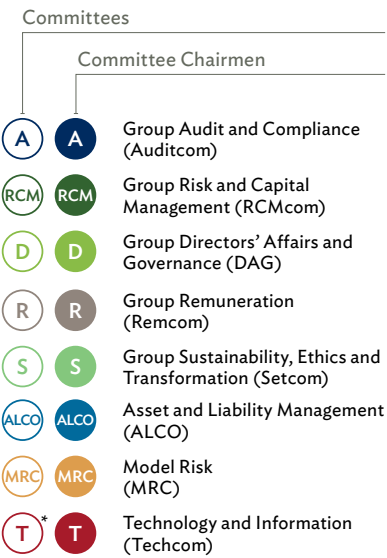 Committees
Committee Chairmen
A A Group Audit and Compliance
(Auditcom)
RCM RCM Group Risk and Capital
Management (RCMcom)
D D Group Directors’ Affairs and
Governance (DAG)
R R Group Remuneration
(Remcom)
S S Group Sustainability, Ethics and
Transformation (Setcom)
ALCO ALCO Asset and Liability Management
(ALCO)
MRC MRC Model Risk
(MRC)
T* T Technology and Information
(Techcom)